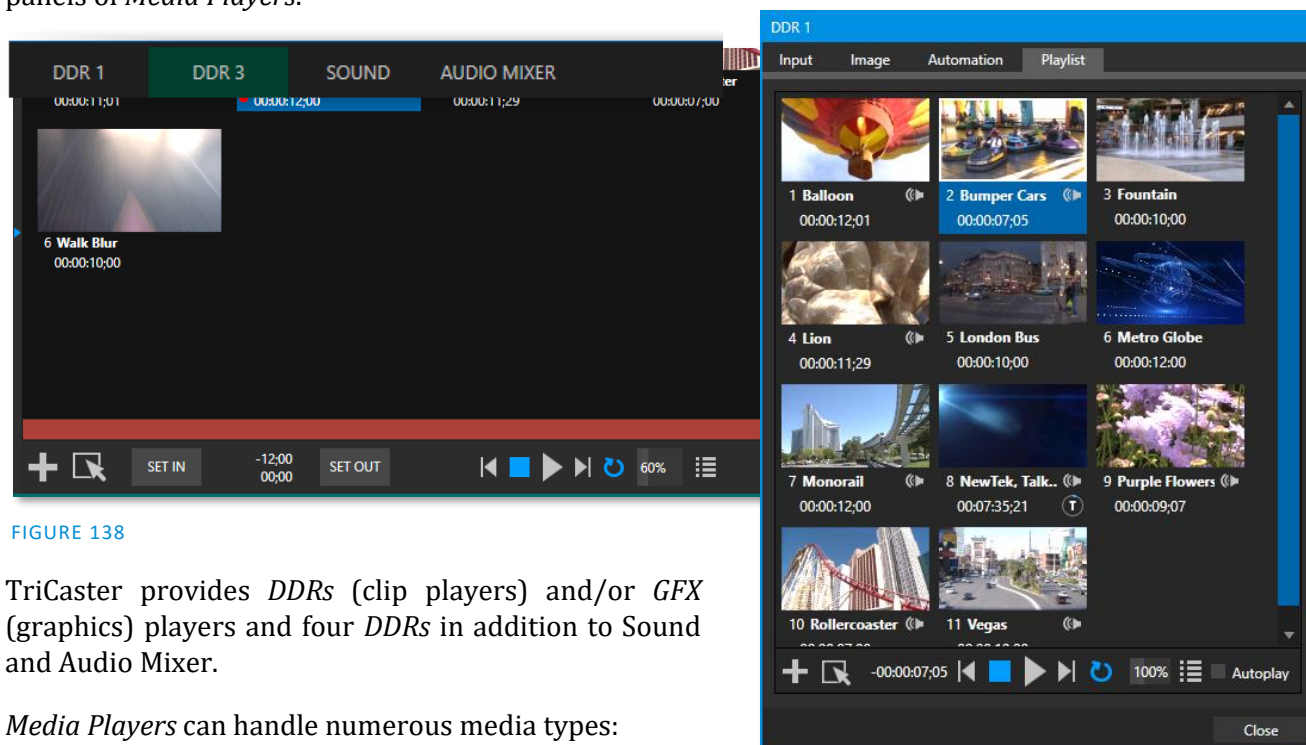 panels of Media Players.
DDR 1 DDR 3 SOUND AUDIO MIXER
00:00:11;01 00:00:12;00 00:00:11;29 00:00:07;00
6 Walk Blur
00:00:10;00
SET IN -12;00 00;00 SET OUT 60%
FIGURE 138
TriCaster provides DDRs (clip players) and/or GFX
(graphics) players and four DDRs in addition to Sound
and Audio Mixer.
Media Players can handle numerous media types:
DDR 1
Input Image Automation Playlist
1 Balloon 2 Bumper Cars 3 Fountain
00:00:12;01 00:00:07;05 00:00:10;00
4 Lion 5 London Bus 6 Metro Globe
00:00:11;29 00:00:10;00 00:00:12:00
7 Monorail 8 NewTek, Talk.. 9 Purple Flowers
00:00:12;00 00:07:35;21 T 00:00:09;07
10 Rollercoaster 11 Vegas
-00:00:07;05 100% Autoplay
Close